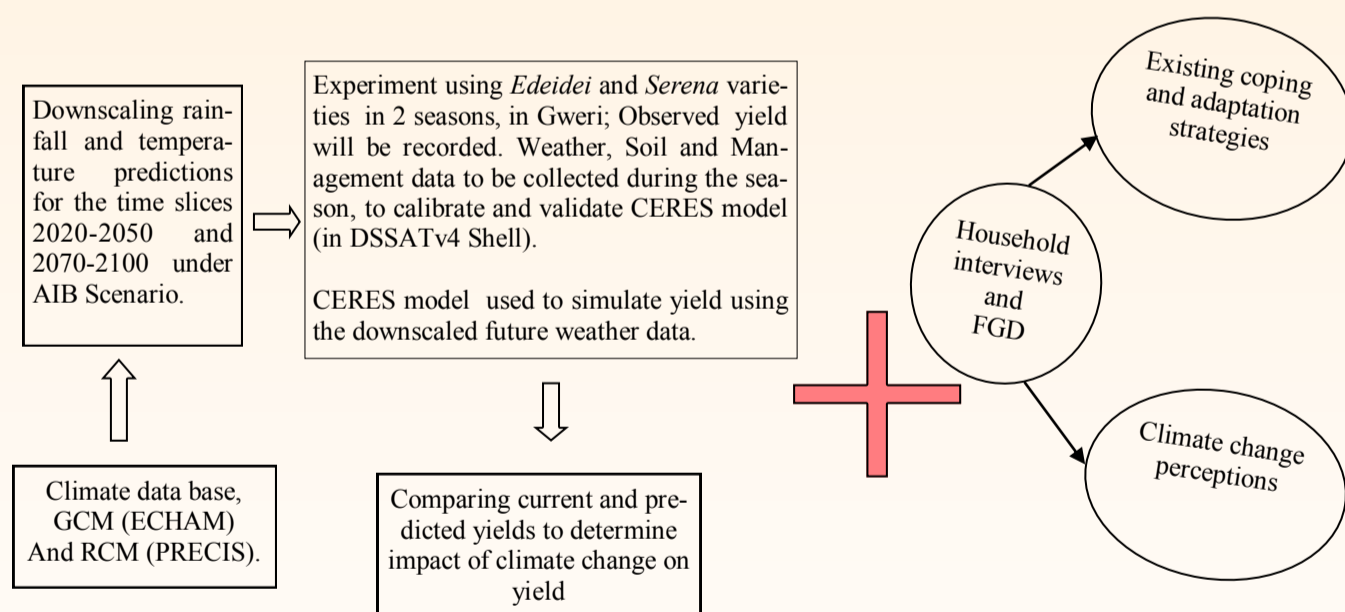 Downscaling rain-
fall and tempera-
ture predictions
for the time slices
2020-2050 and
2070-2100 under
AIB Scenario.
Experiment using Edeidei and Serena varie-
ties in 2 seasons, in Gweri; Observed yield
will be recorded. Weather, Soil and Man-
agement data to be collected during the sea-
son, to calibrate and validate CERES model
(in DSSATv4 Shell).
CERES model used to simulate yield using
the downscaled future weather data.
Climate data base,
GCM (ECHAM)
And RCM (PRECIS).
Comparing current and pre-
dicted yields to determine
impact of climate change on
yield
Household
interviews
and
FGD
Existing coping
and adaptation
strategies
Climate change
perceptions